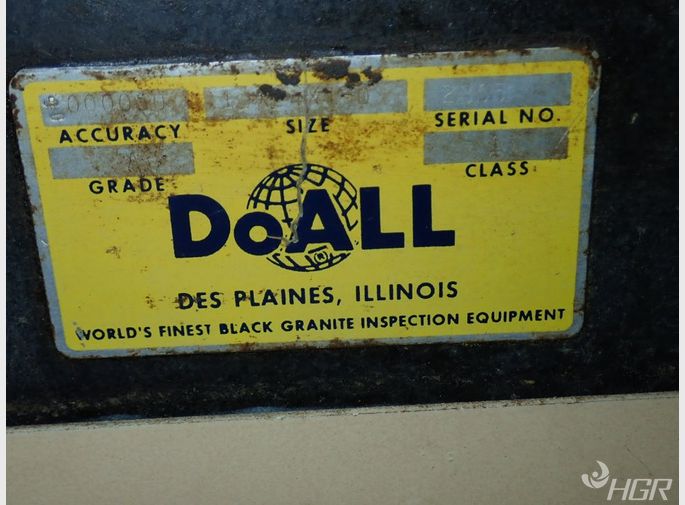 ACCURACY
SIZE
SERIAL NO.
GRADE
CLASS
DoALL
DES PLAINES, ILLINOIS
WORLD'S FINEST BLACK GRANITE INSPECTION EQUIPMENT
HGR